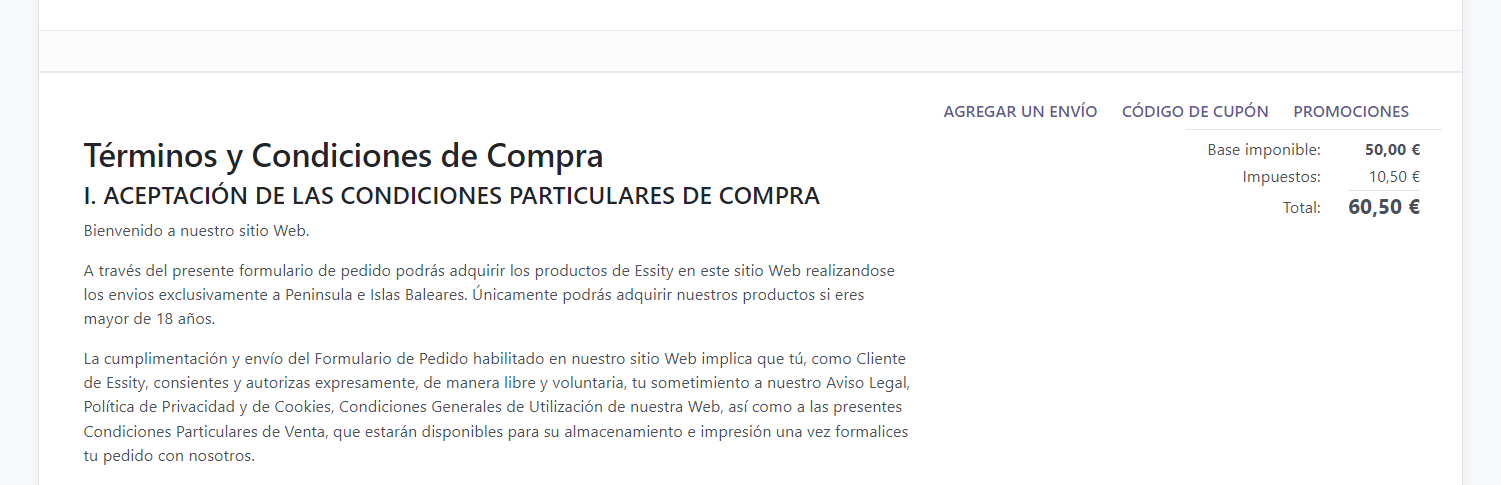 AGREGAR UN ENVÍO CÓDIGO DE CUPÓN PROMOCIONES
Términos y Condiciones de Compra
I. ACEPTACIÓN DE LAS CONDICIONES PARTICULARES DE COMPRA
Bienvenido a nuestro sitio Web.
A través del presente formulario de pedido podrás adquirir los productos de Essity en este sitio Web realizandose
los envios exclusivamente a Peninsula e Islas Baleares. Únicamente podrás adquirir nuestros productos si eres
mayor de 18 años.
La cumplimentación y envío del Formulario de Pedido habilitado en nuestro sitio Web implica que tú, como Cliente
de Essity, consientes y autorizas expresamente, de manera libre y voluntaria, tu sometimiento a nuestro Aviso Legal,
Política de Privacidad y de Cookies, Condiciones Generales de Utilización de nuestra Web, así como a las presentes
Condiciones Particulares de Venta, que estarán disponibles para su almacenamiento e impresión una vez formalices
tu pedido con nosotros.
Base imponible: 50,00 €
Impuestos: 10,50 €
Total: 60,50 €